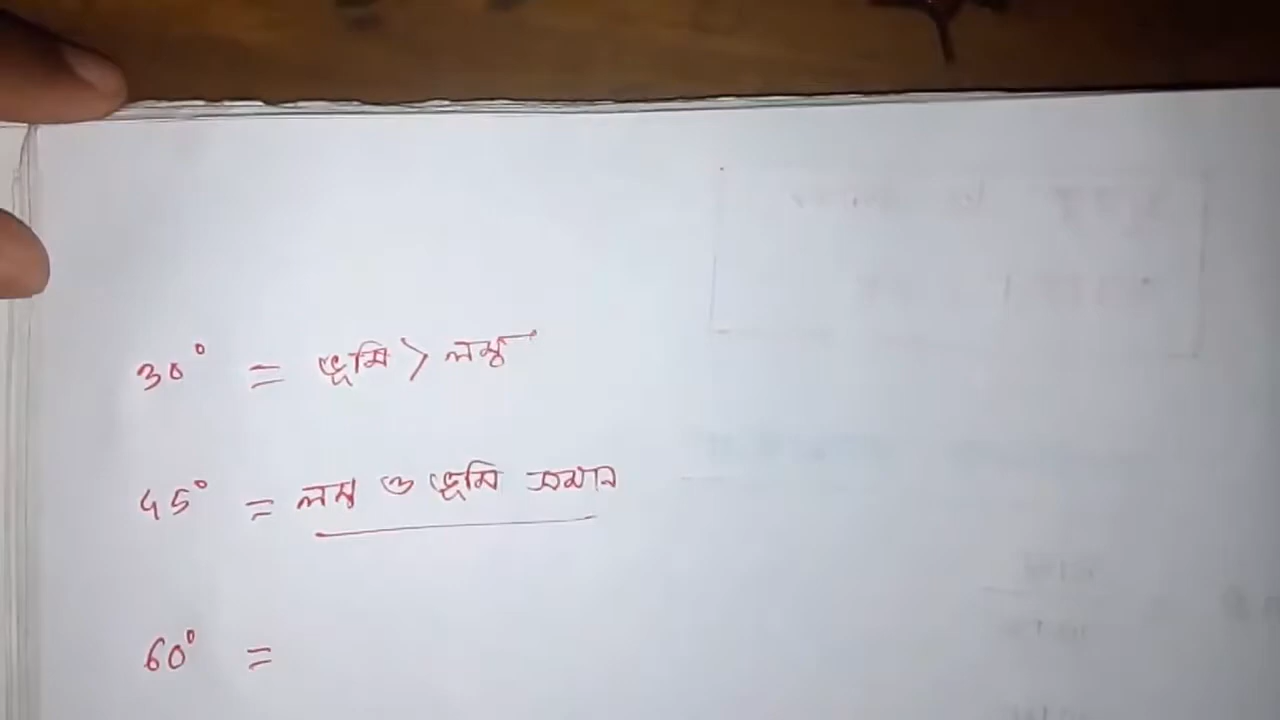 30° = ভূমি > লম্ব
45° = লম্ব ও ভূমি সমান
60° =